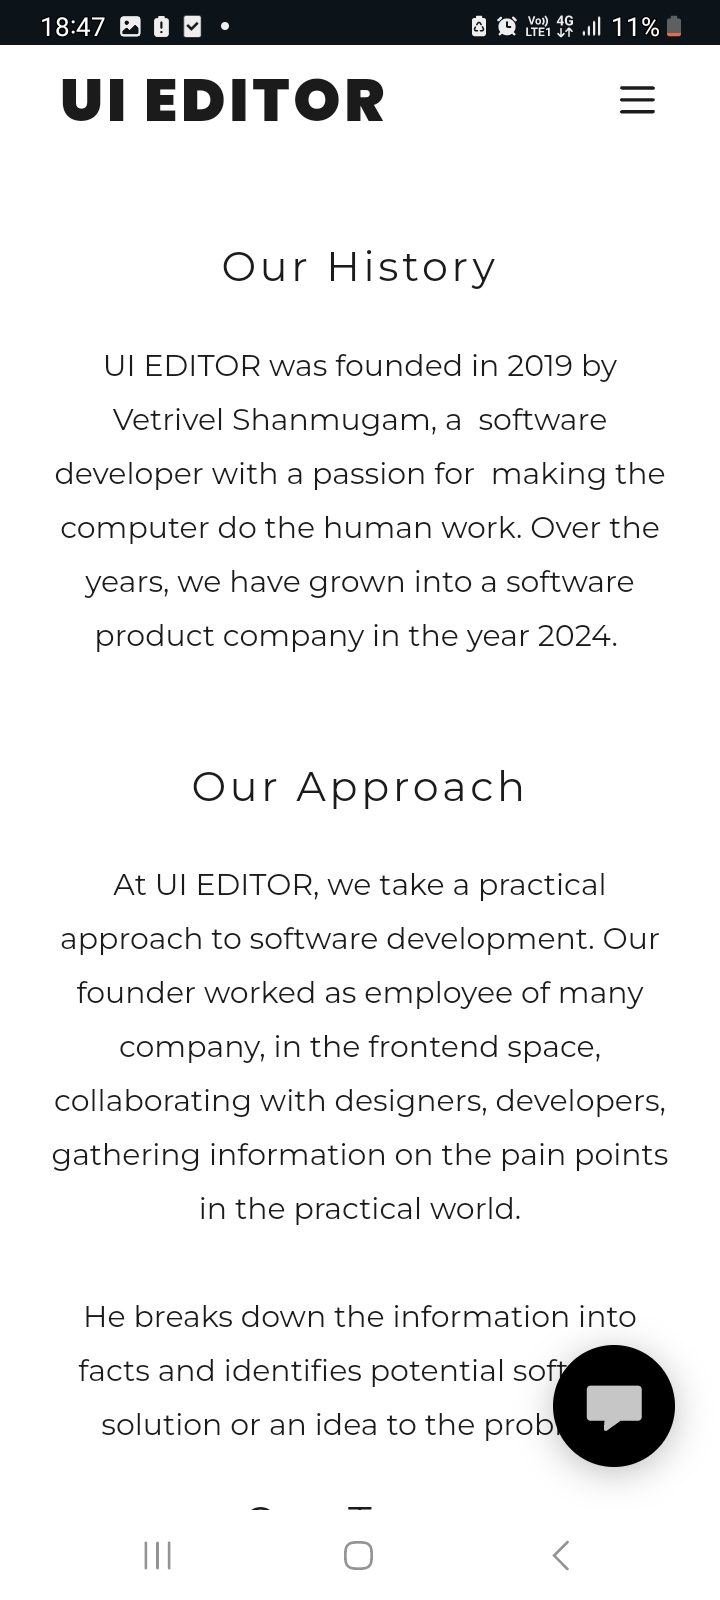 18:47 Vo)) LTE1 4G 11%
UI EDITOR
Our History
UI EDITOR was founded in 2019 by
Vetrivel Shanmugam, a  software
developer with a passion for  making the
computer do the human work. Over the
years, we have grown into a software
product company in the year 2024.
Our Approach
At UI EDITOR, we take a practical
approach to software development. Our
founder worked as employee of many
company, in the frontend space,
collaborating with designers, developers,
gathering information on the pain points
in the practical world.
He breaks down the information into
facts and identifies potential
solution or an idea to the